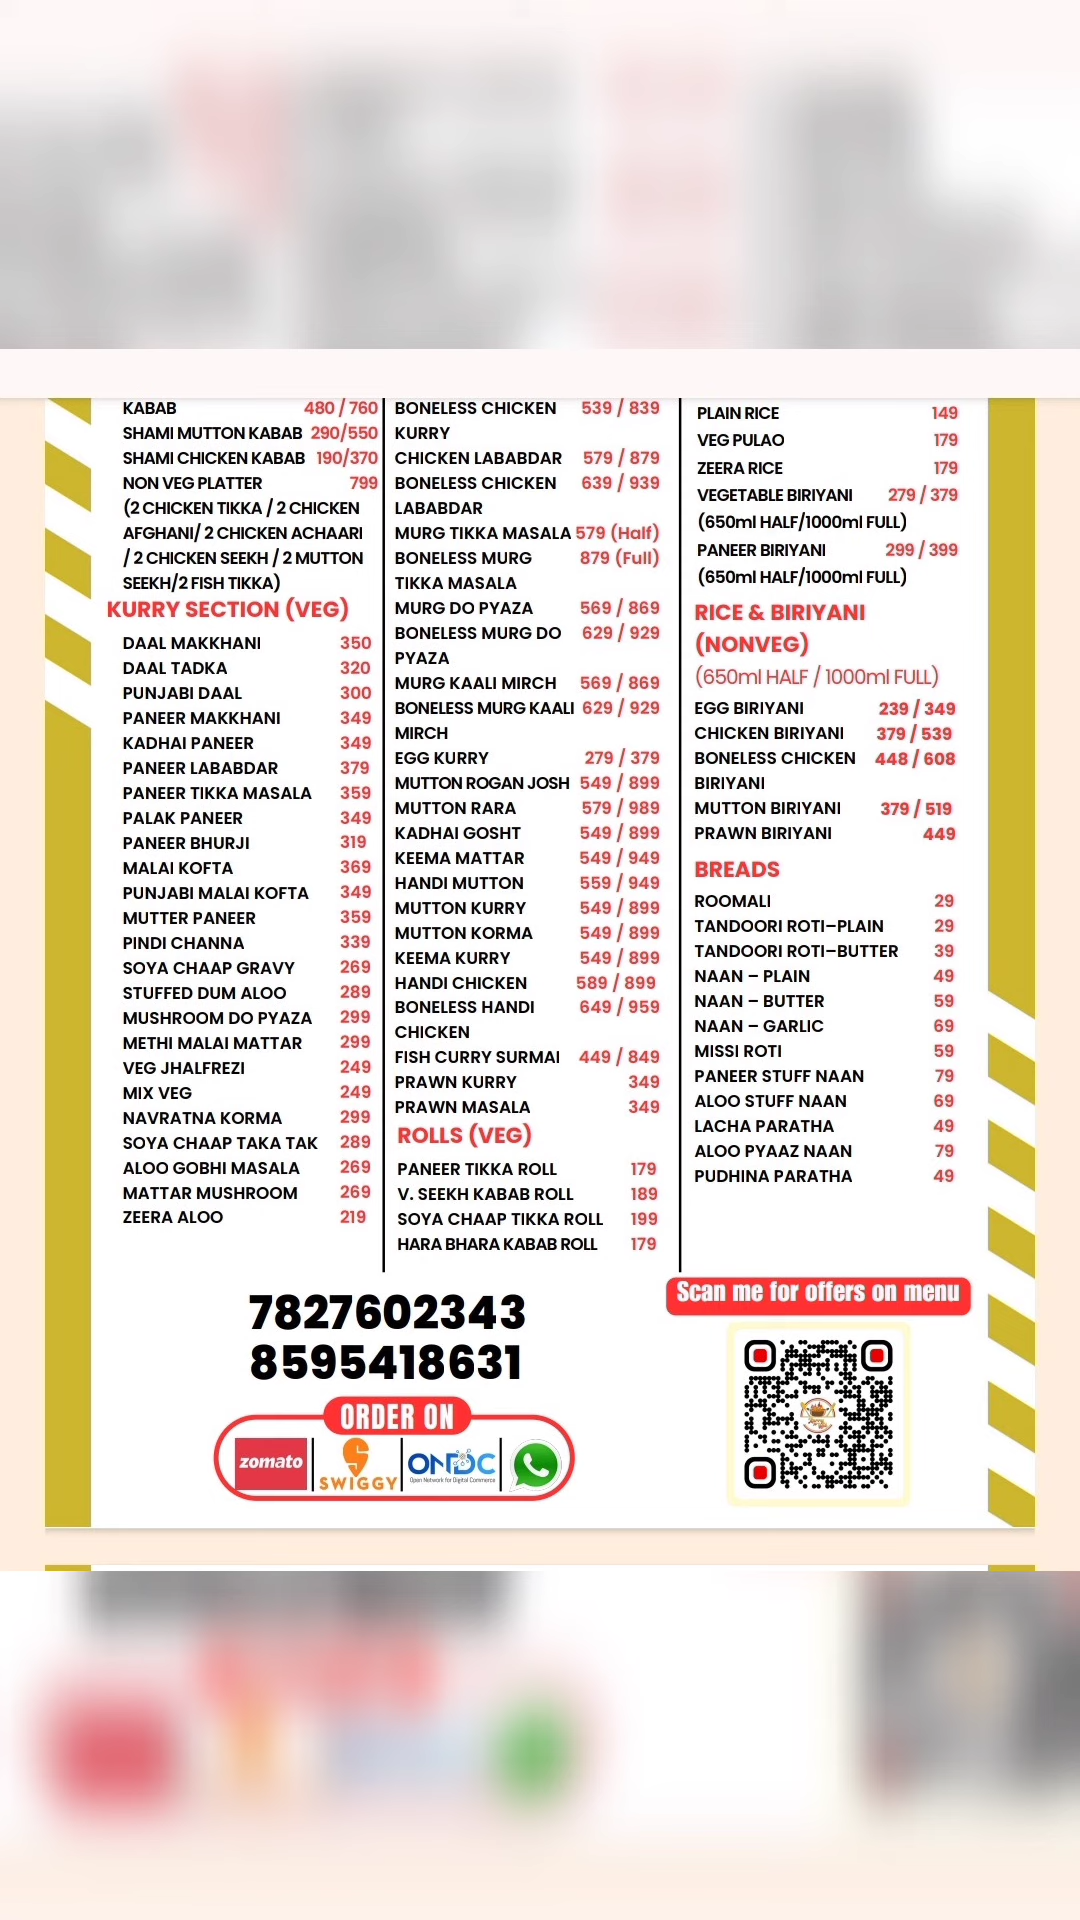 KABAB 480 / 760
SHAMI MUTTON KABAB 290/550
SHAMI CHICKEN KABAB 190/370
NON VEG PLATTER 799
(2 CHICKEN TIKKA / 2 CHICKEN
AFGHANI/ 2 CHICKEN ACHAARI
/ 2 CHICKEN SEEKH / 2 MUTTON
SEEKH/2 FISH TIKKA)
KURRY SECTION (VEG)
DAAL MAKKHANI 350
DAAL TADKA 320
PUNJABI DAAL 300
PANEER MAKKHANI 349
KADHAI PANEER 349
PANEER LABABDAR 379
PANEER TIKKA MASALA 359
PALAK PANEER 349
PANEER BHURJI 319
MALAI KOFTA 369
PUNJABI MALAI KOFTA 349
MUTTER PANEER 359
PINDI CHANNA 339
SOYA CHAAP GRAVY 269
STUFFED DUM ALOO 289
MUSHROOM DO PYAZA 299
METHI MALAI MATTAR 299
VEG JHALFREZI 249
MIX VEG 249
NAVRATNA KORMA 299
SOYA CHAAP TAKA TAK 289
ALOO GOBHI MASALA 269
MATTAR MUSHROOM 269
ZEERA ALOO 219
BONELESS CHICKEN 539 / 839
KURRY
CHICKEN LABABDAR 579 / 879
BONELESS CHICKEN 639 / 939
LABABDAR
MURG TIKKA MASALA 579 (Half)
BONELESS MURG 879 (Full)
TIKKA MASALA
MURG DO PYAZA 569 / 869
BONELESS MURG DO 629 / 929
PYAZA
MURG KAALI MIRCH 569 / 869
BONELESS MURG KAALI 629 / 929
MIRCH
EGG KURRY 279 / 379
MUTTON ROGAN JOSH 549 / 899
MUTTON RARA 579 / 989
KADHAI GOSHT 549 / 899
KEEMA MATTAR 549 / 949
HANDI MUTTON 559 / 949
MUTTON KURRY 549 / 899
MUTTON KORMA 549 / 899
KEEMA KURRY 549 / 899
HANDI CHICKEN 589 / 899
BONELESS HANDI 649 / 959
CHICKEN
FISH CURRY SURMAI 449 / 849
PRAWN KURRY 349
PRAWN MASALA 349
ROLLS (VEG)
PANEER TIKKA ROLL 179
V. SEEKH KABAB ROLL 189
SOYA CHAAP TIKKA ROLL 199
HARA BHARA KABAB ROLL 179
PLAIN RICE 149
VEG PULAO 179
ZEERA RICE 179
VEGETABLE BIRIYANI 279 / 379
(650ml HALF/1000ml FULL)
PANEER BIRIYANI 299 / 399
(650ml HALF/1000ml FULL)
RICE & BIRIYANI
(NONVEG)
(650ml HALF / 1000ml FULL)
EGG BIRIYANI 239 / 349
CHICKEN BIRIYANI 379 / 539
BONELESS CHICKEN 448 / 608
BIRIYANI
MUTTON BIRIYANI 379 / 519
PRAWN BIRIYANI 449
BREADS
ROOMALI 29
TANDOORI ROTI–PLAIN 29
TANDOORI ROTI–BUTTER 39
NAAN – PLAIN 49
NAAN – BUTTER 59
NAAN – GARLIC 69
MISSI ROTI 59
PANEER STUFF NAAN 79
ALOO STUFF NAAN 69
LACHA PARATHA 49
ALOO PYAAZ NAAN 79
PUDHINA PARATHA 49
7827602343
8595418631
ORDER ON
zomato
SWIGGY
ONDC
Open Network for Digital Commerce
Scan me for offers on menu